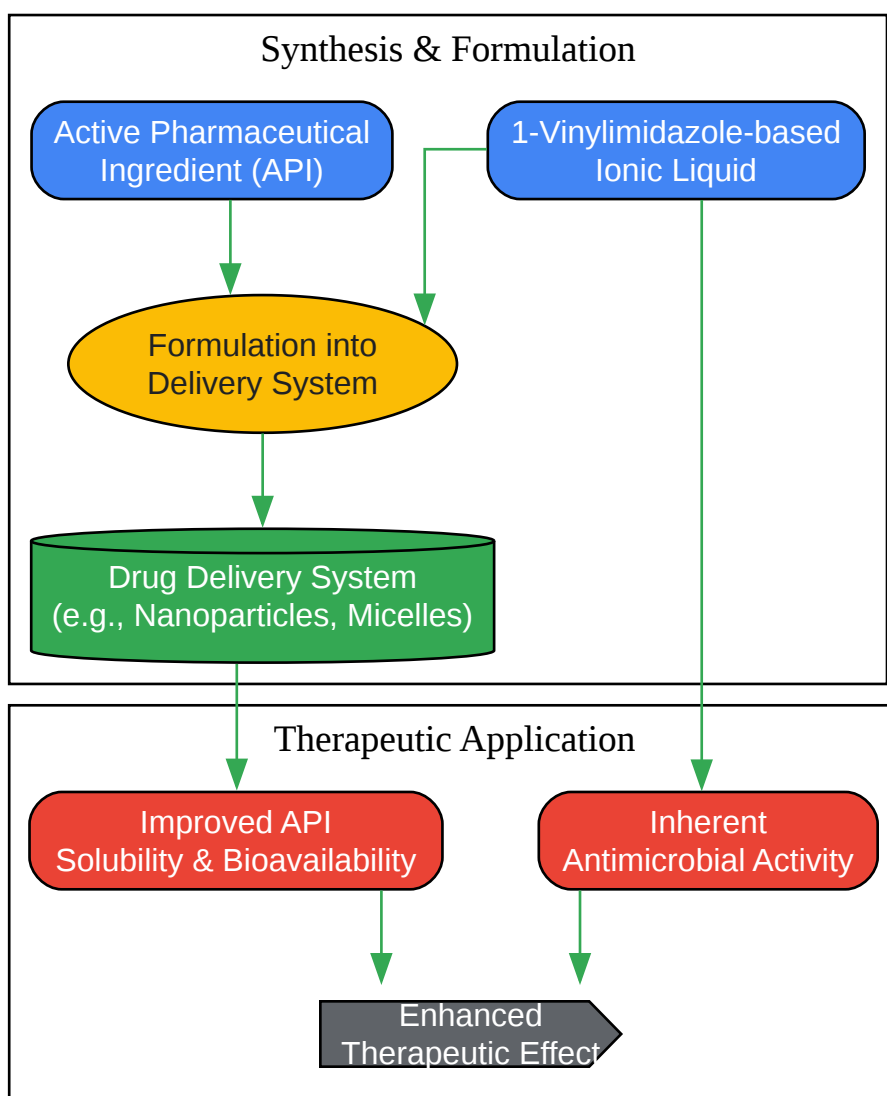 Synthesis & Formulation
Active Pharmaceutical
Ingredient (API)
1-Vinylimidazole-based
Ionic Liquid
Formulation into
Delivery System
Drug Delivery System
(e.g., Nanoparticles, Micelles)
Therapeutic Application
Improved API
Solubility & Bioavailability
Inherent
Antimicrobial Activity
Enhanced
Therapeutic Effect